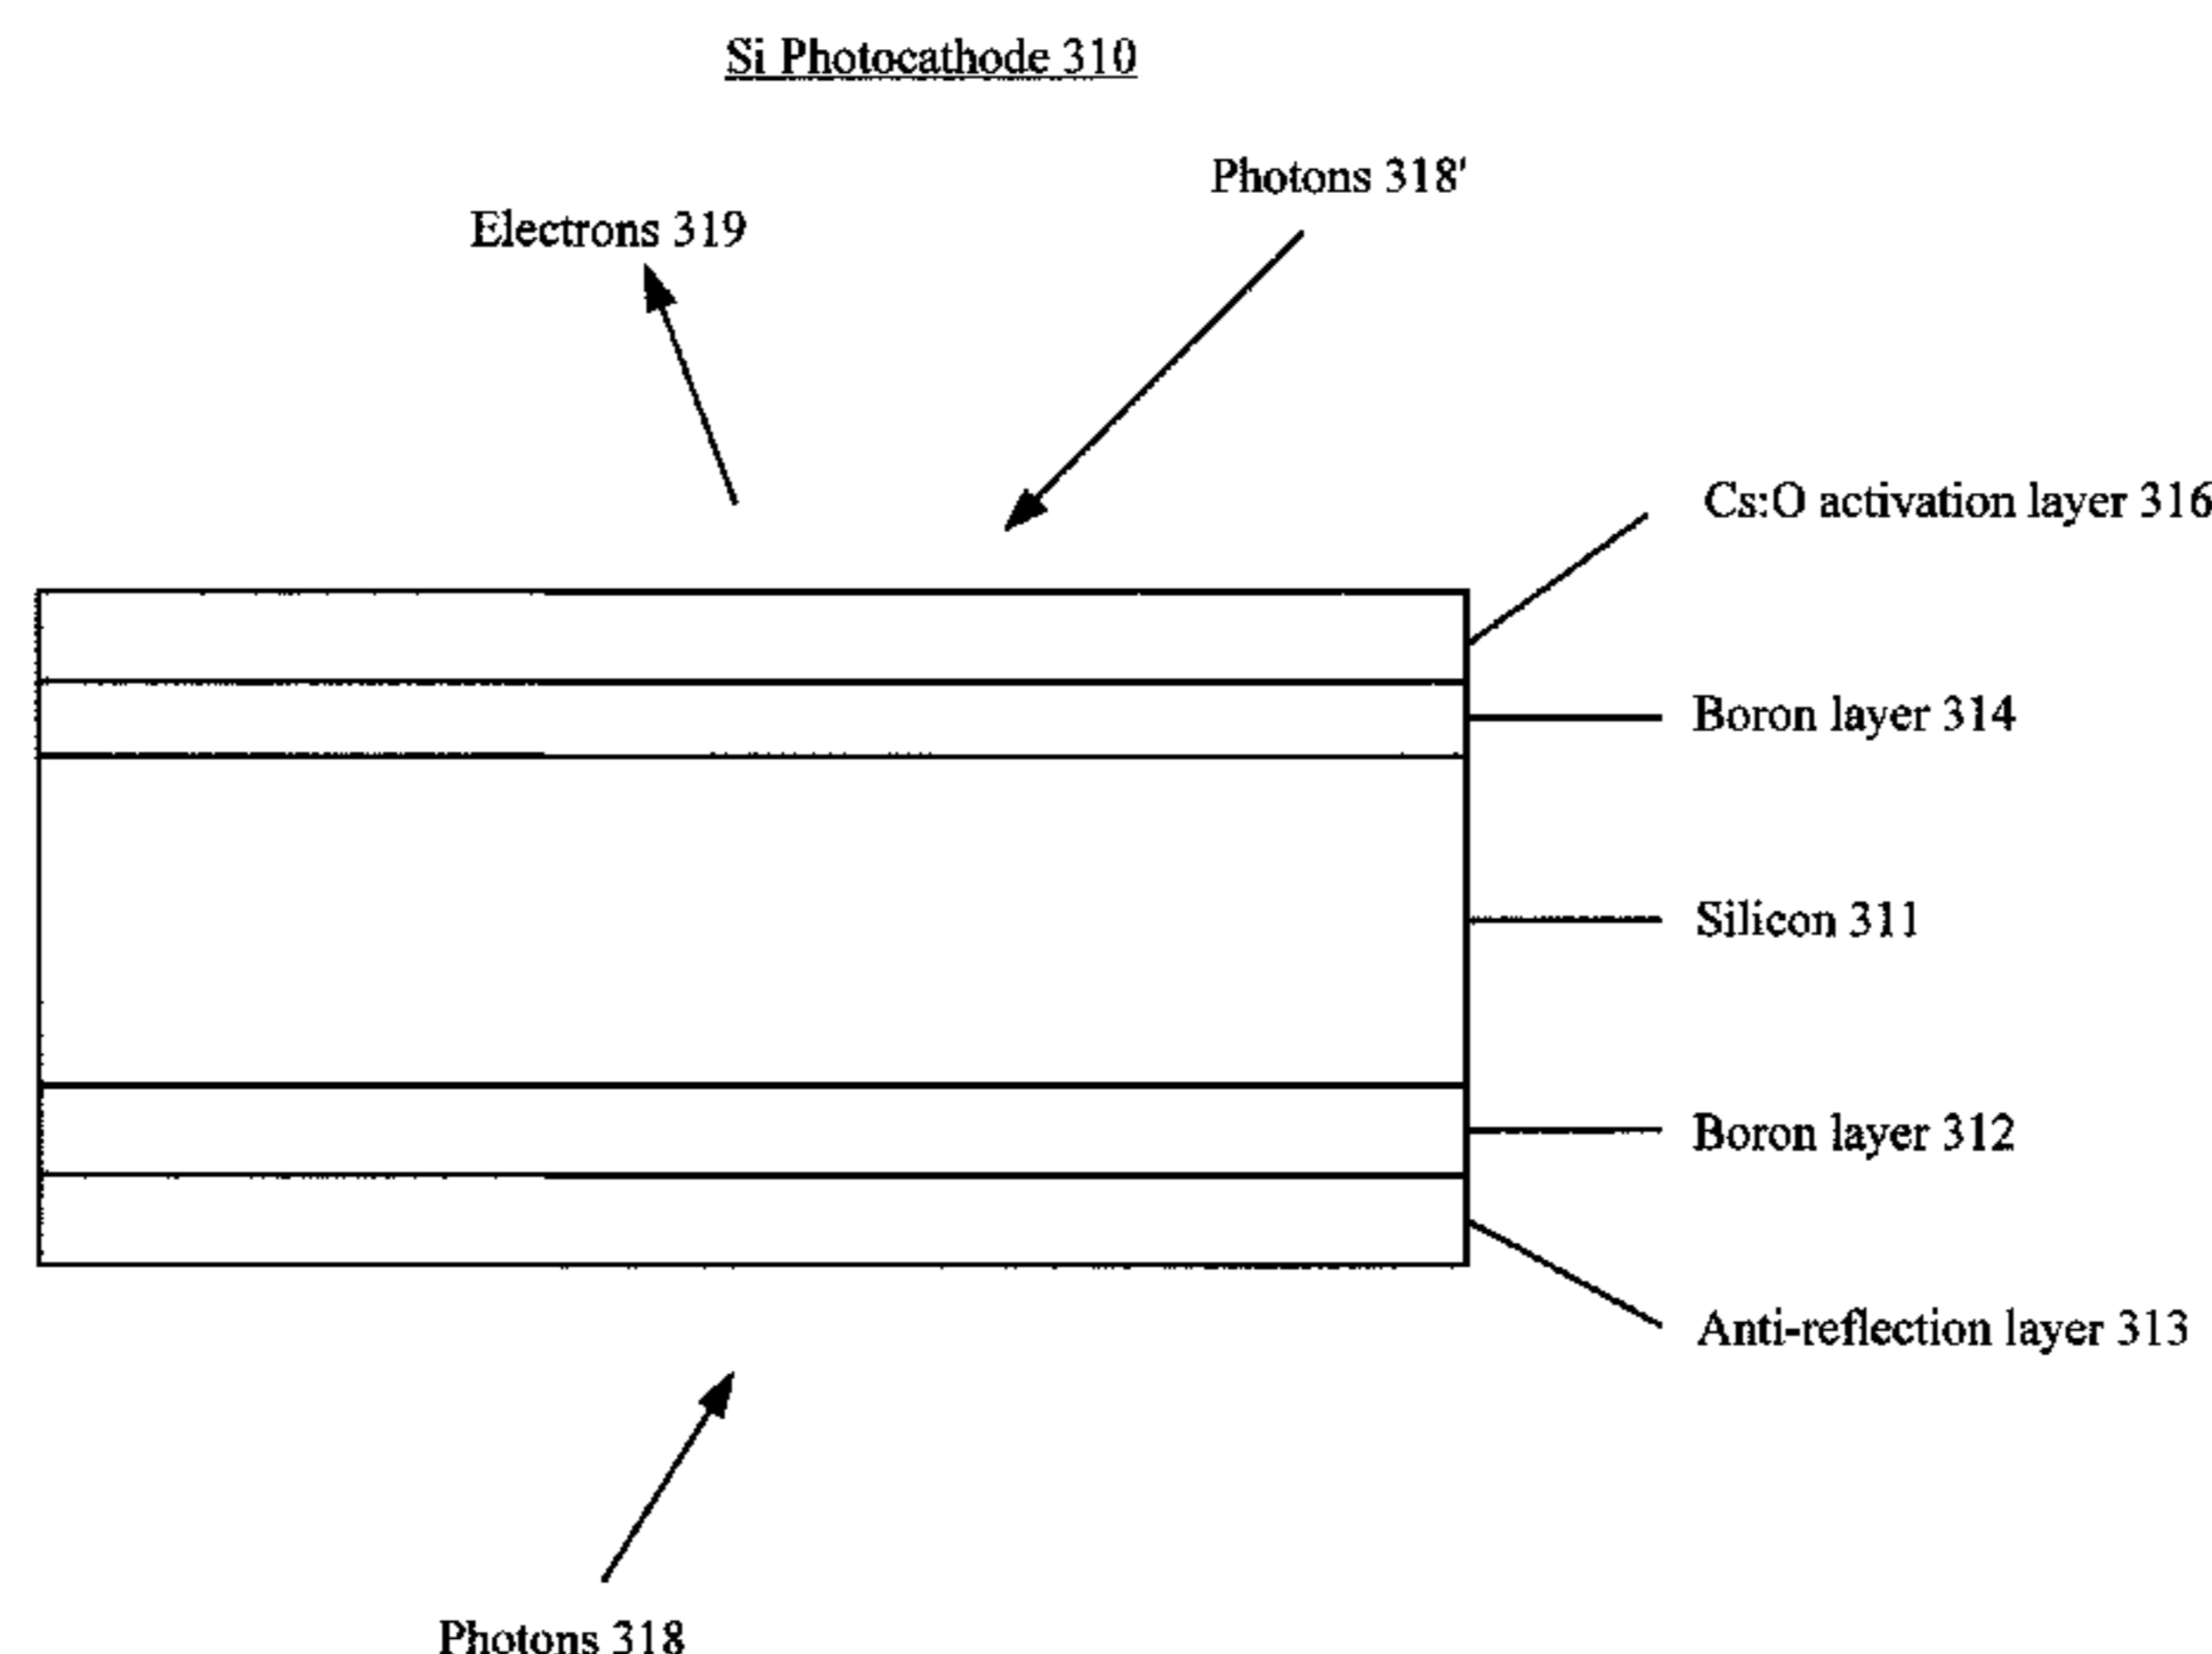 Si Photocathode 310
Photons 318'
Electrons 319
Cs:O activation layer 316
Boron layer 314
Silicon 311
Boron layer 312
Anti-reflection layer 313
Photons 318